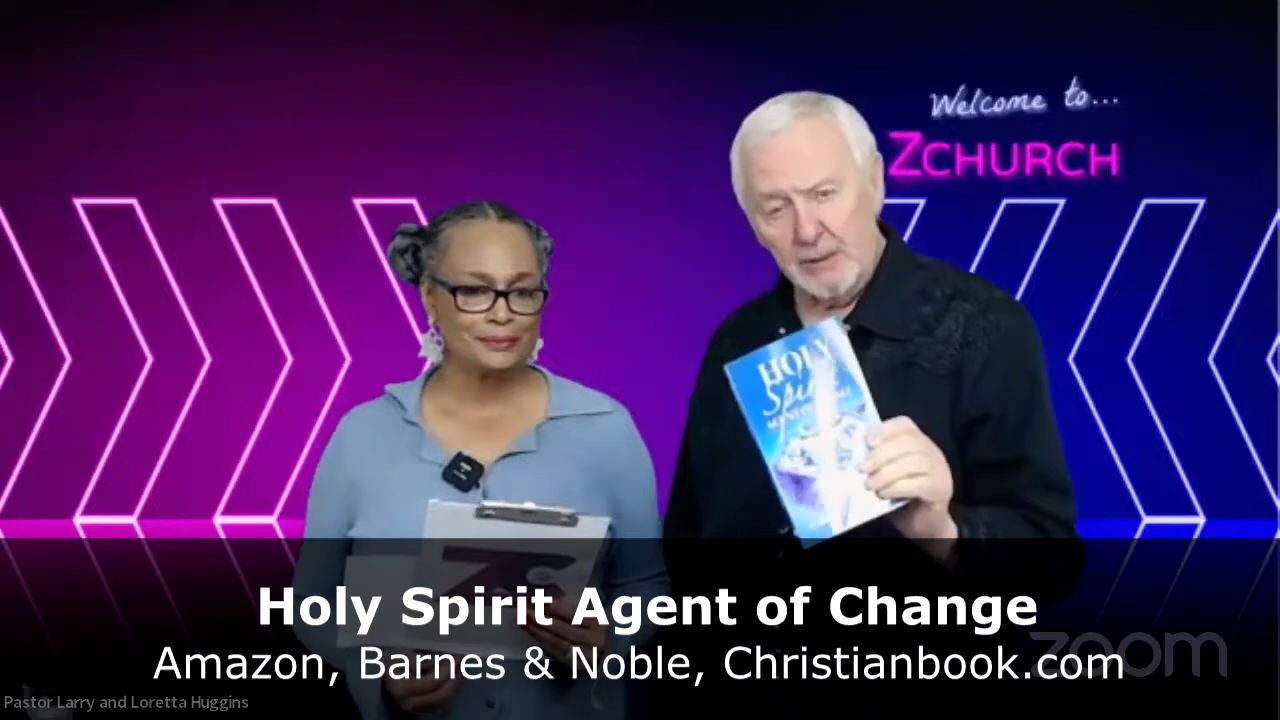 Welcome to...
ZCHURCH
HOLY
Holy Spirit Agent of Change
Amazon, Barnes & Noble, Christianbook.com
zoom
Pastor Larry and Loretta Huggins